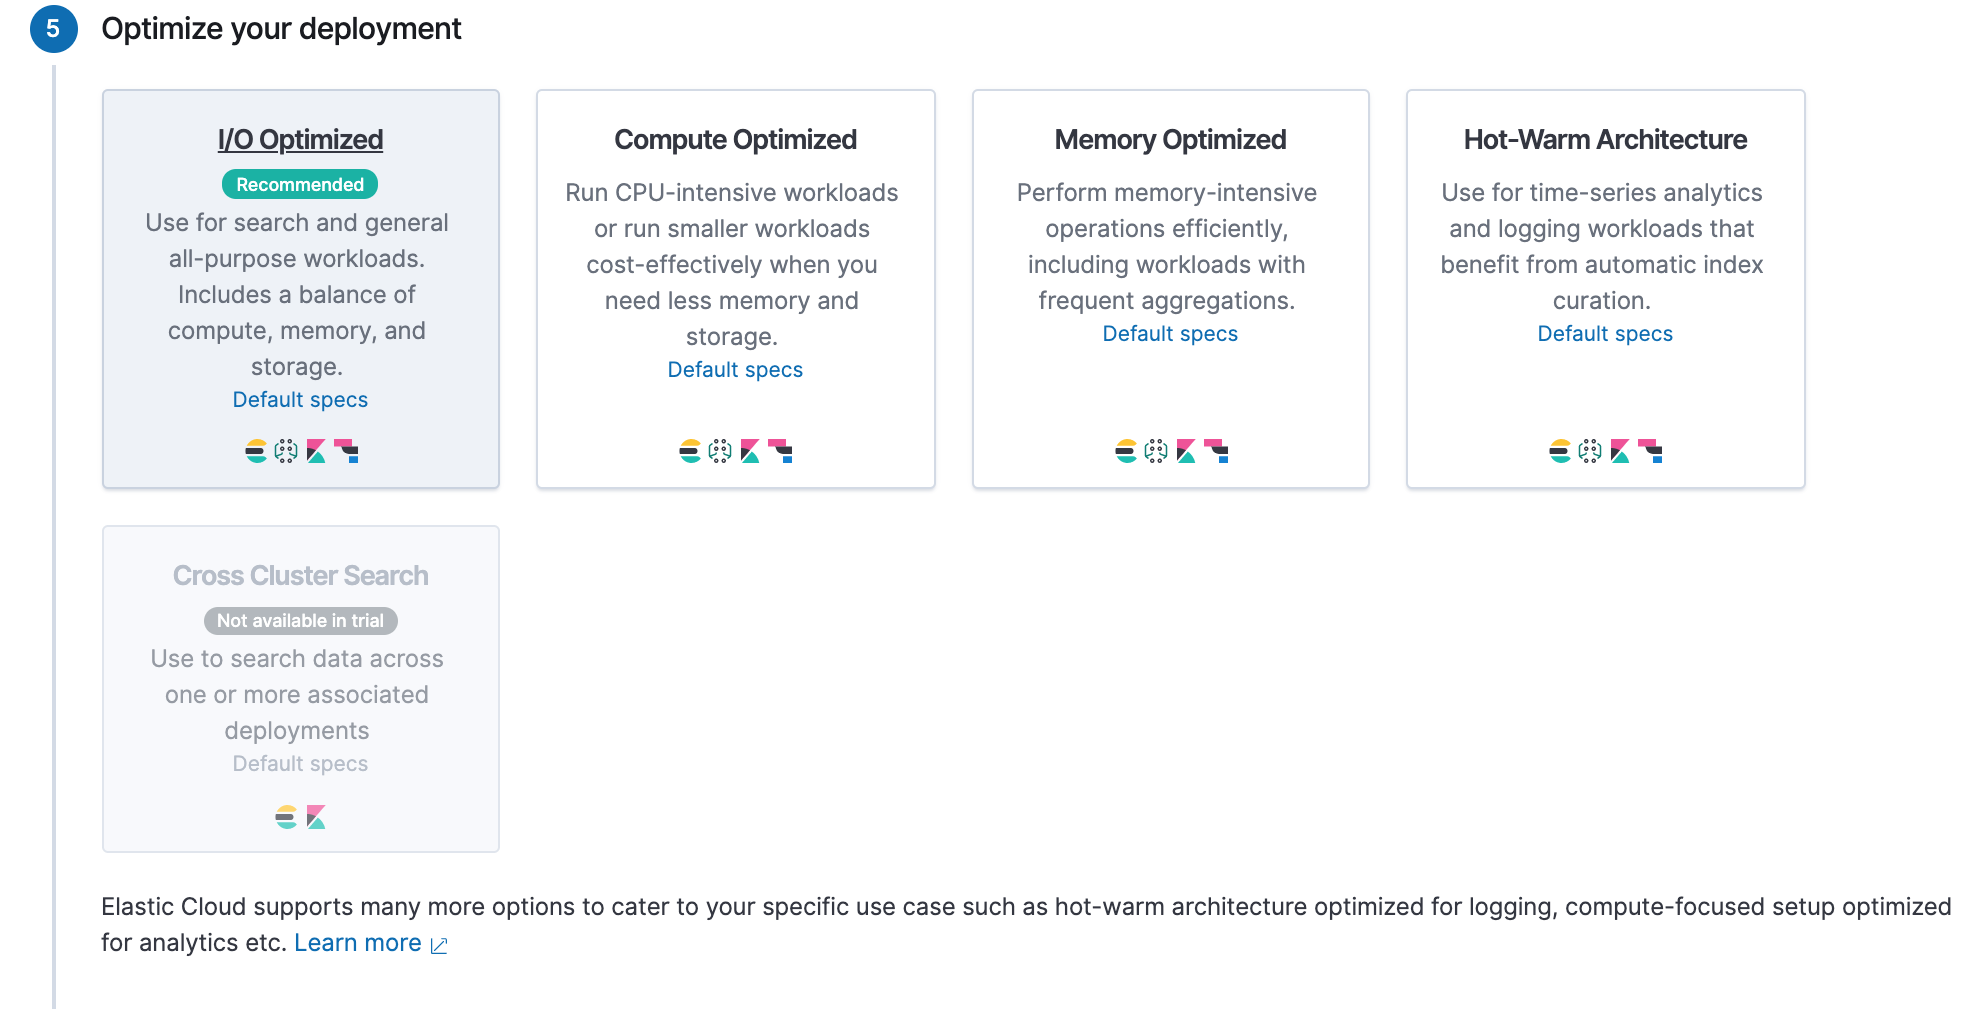 5
Optimize your deployment
I/O Optimized
Recommended
Use for search and general
all-purpose workloads.
Includes a balance of
compute, memory, and
storage.
Default specs
Compute Optimized
Run CPU-intensive workloads
or run smaller workloads
cost-effectively when you
need less memory and
storage.
Default specs
Memory Optimized
Perform memory-intensive
operations efficiently,
including workloads with
frequent aggregations.
Default specs
Hot-Warm Architecture
Use for time-series analytics
and logging workloads that
benefit from automatic index
curation.
Default specs
Cross Cluster Search
Not available in trial
Use to search data across
one or more associated
deployments
Default specs
Elastic Cloud supports many more options to cater to your specific use case such as hot-warm architecture optimized for logging, compute-focused setup optimized
for analytics etc. Learn more